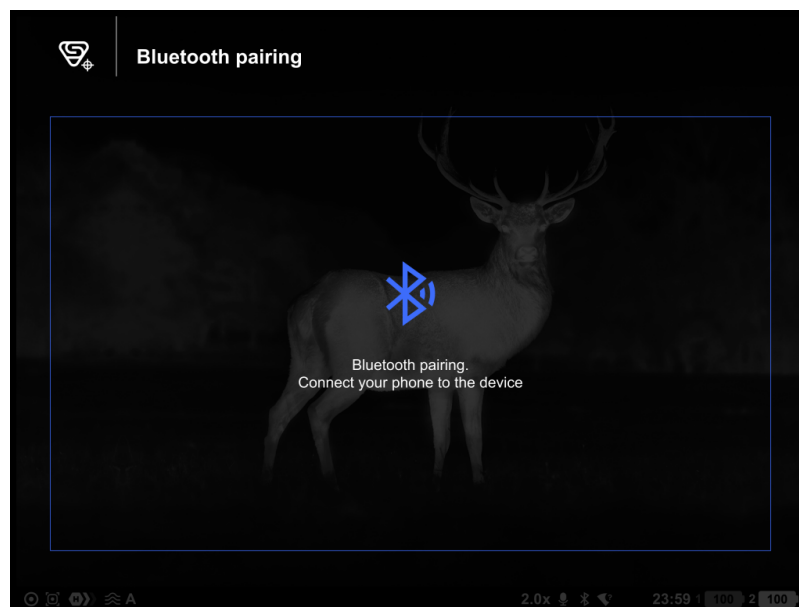 Bluetooth pairing
Bluetooth pairing.
Connect your phone to the device
A 2.0x 23:59 1 100 2 100